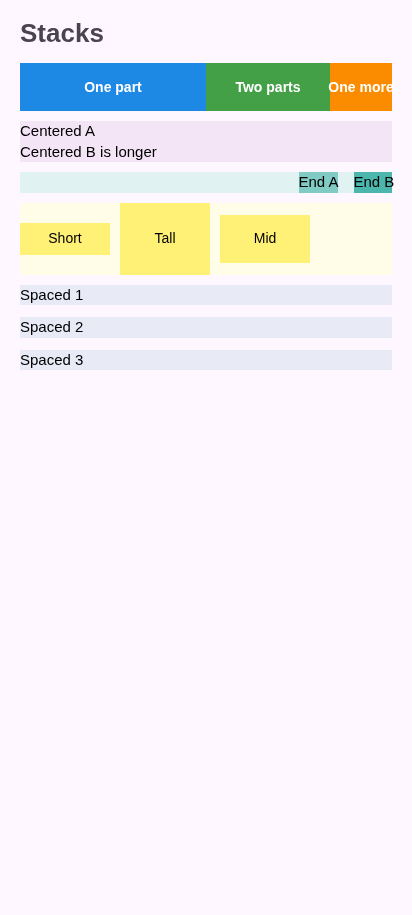 Stacks
One part Two parts One more
Centered A
Centered B is longer
End A End B
Short Tall Mid
Spaced 1
Spaced 2
Spaced 3